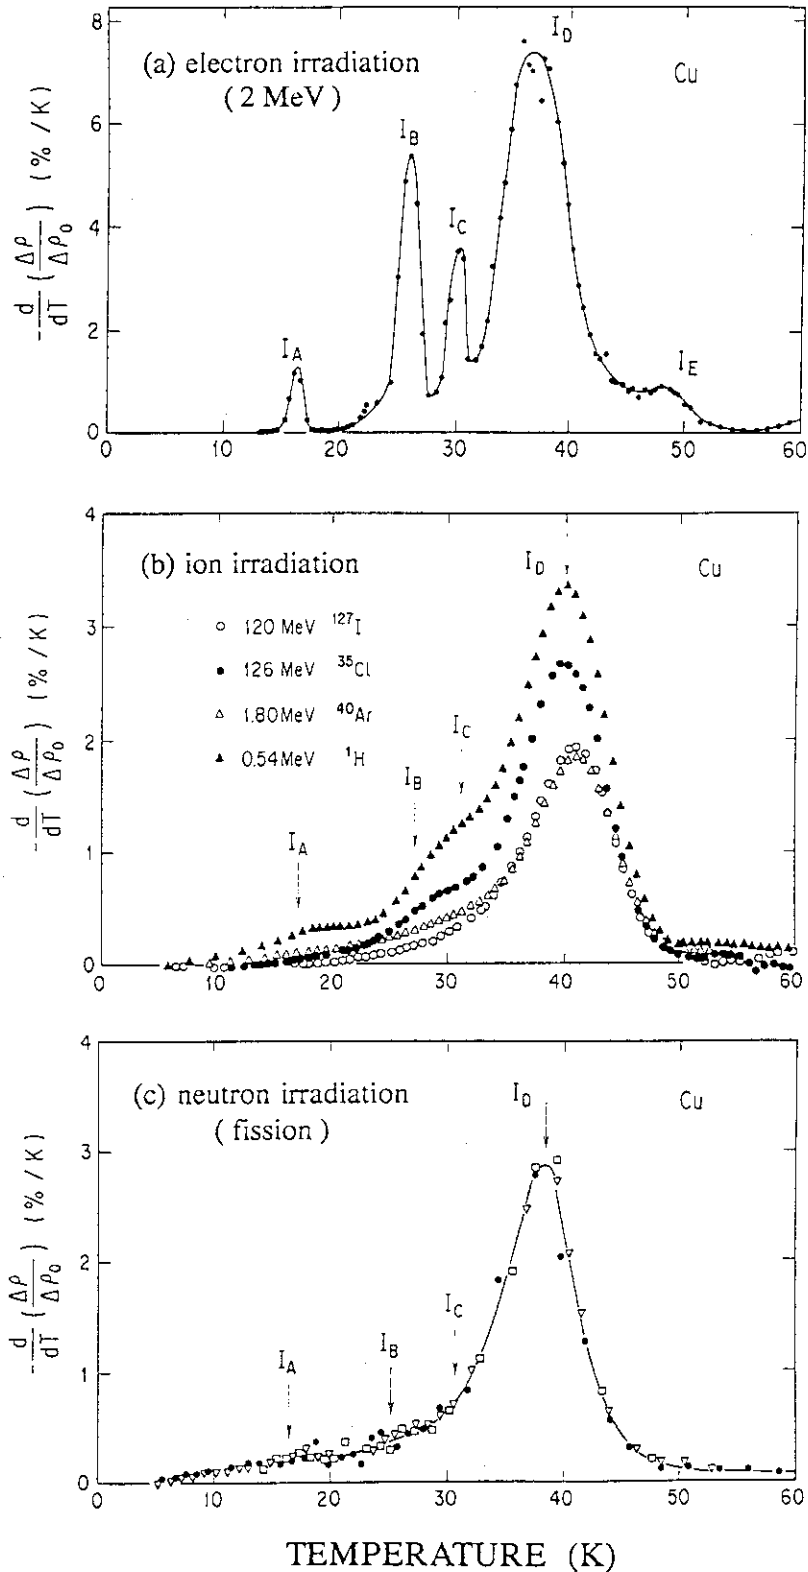 (a) electron irradiation
( 2 MeV )
Cu
I_A
I_B
I_C
I_D
I_E
-d/dT (Δρ/Δρ₀) (%/K)
8
6
4
2
0
0 10 20 30 40 50 60
(b) ion irradiation
Cu
○ 120 MeV ¹²⁷I
● 126 MeV ³⁵Cl
△ 1.80 MeV ⁴⁰Ar
▲ 0.54 MeV ¹H
I_A
I_B
I_C
I_D
-d/dT (Δρ/Δρ₀) (%/K)
4
3
2
1
0
0 10 20 30 40 50 60
(c) neutron irradiation
( fission )
Cu
I_A
I_B
I_C
I_D
-d/dT (Δρ/Δρ₀) (%/K)
4
3
2
1
0
0 10 20 30 40 50 60
TEMPERATURE (K)